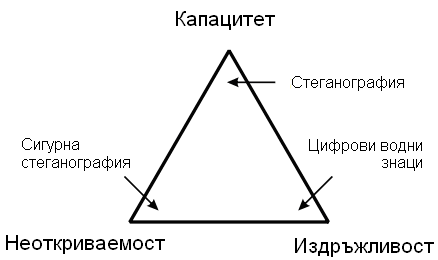 Капацитет
Стеганография
Сигурна
стеганография
Цифрови водни
знаци
Неоткриваемост
Издръжливост